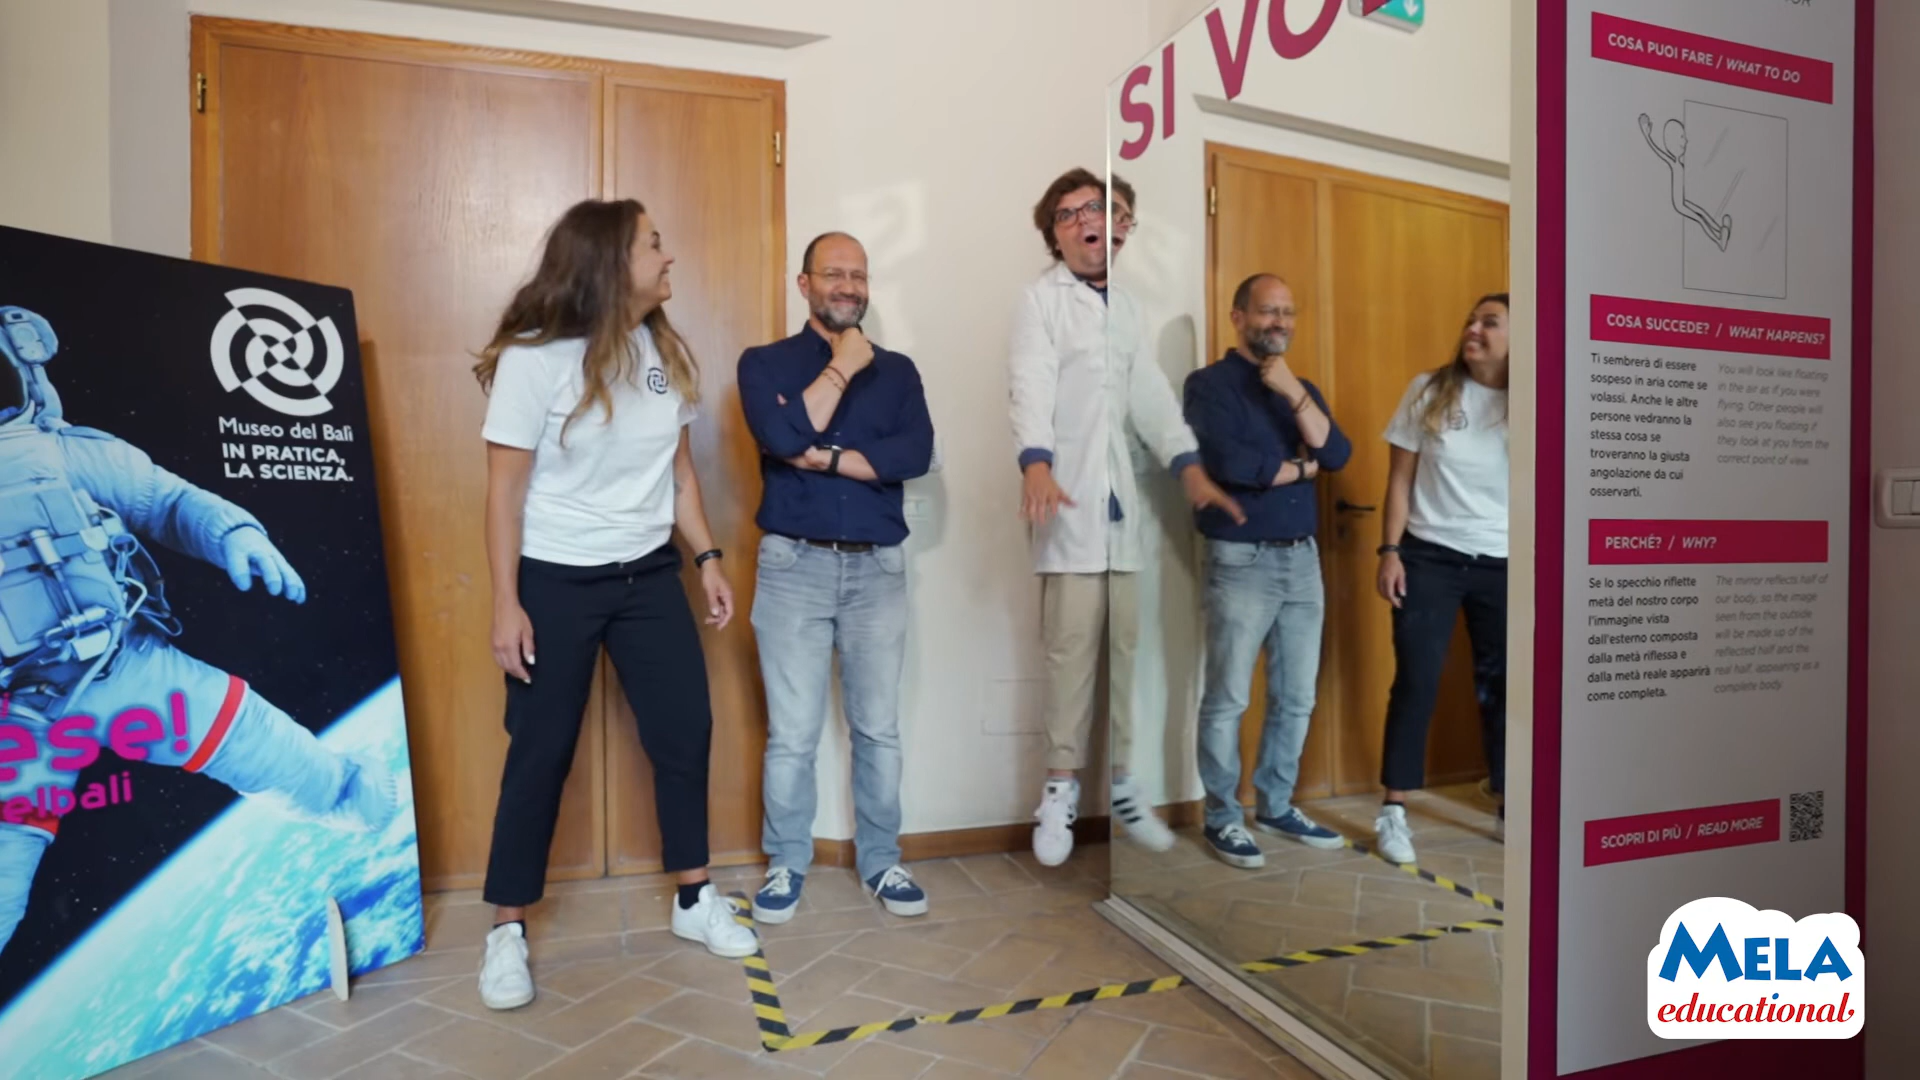 Museo del Balì
IN PRATICA,
LA SCIENZA.
ese!
elbali
SI VO
COSA PUOI FARE / WHAT TO DO
COSA SUCCEDE? / WHAT HAPPENS?
Ti sembrerà di essere
sospeso in aria come se
volassi. Anche le altre
persone vedranno la
stessa cosa se
troveranno la giusta
angolazione da cui
osservarti.
You will look like floating
in the air as if you were
flying. Other people will
also see you floating if
they look at you from the
correct point of view.
PERCHÈ? / WHY?
Se lo specchio riflette
metà del nostro corpo
l'immagine vista
dall'esterno composta
dalla metà riflessa e
dalla metà reale apparirà
come completa.
The mirror reflects half of
our body, so the image
seen from the outside
will be made up of the
reflected half and the
real half, appearing as a
complete body.
SCOPRI DI PIÙ / READ MORE
MELA
educational